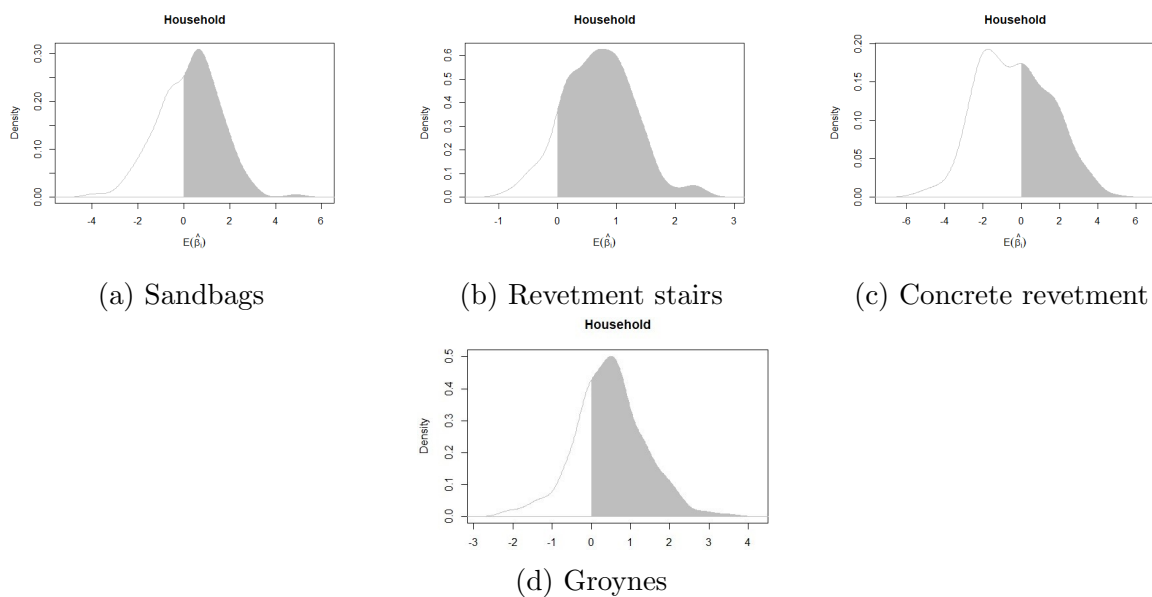 Household
Density
0.00 0.10 0.20 0.30
-4 -2 0 2 4 6
E(β̂ᵢ)
(a) Sandbags
Household
Density
0.0 0.1 0.2 0.3 0.4 0.5 0.6
-1 0 1 2 3
E(β̂ᵢ)
(b) Revetment stairs
Household
Density
0.00 0.05 0.10 0.15 0.20
-6 -4 -2 0 2 4 6
E(β̂ᵢ)
(c) Concrete revetment
Household
Density
0.0 0.1 0.2 0.3 0.4 0.5
-3 -2 -1 0 1 2 3 4
(d) Groynes